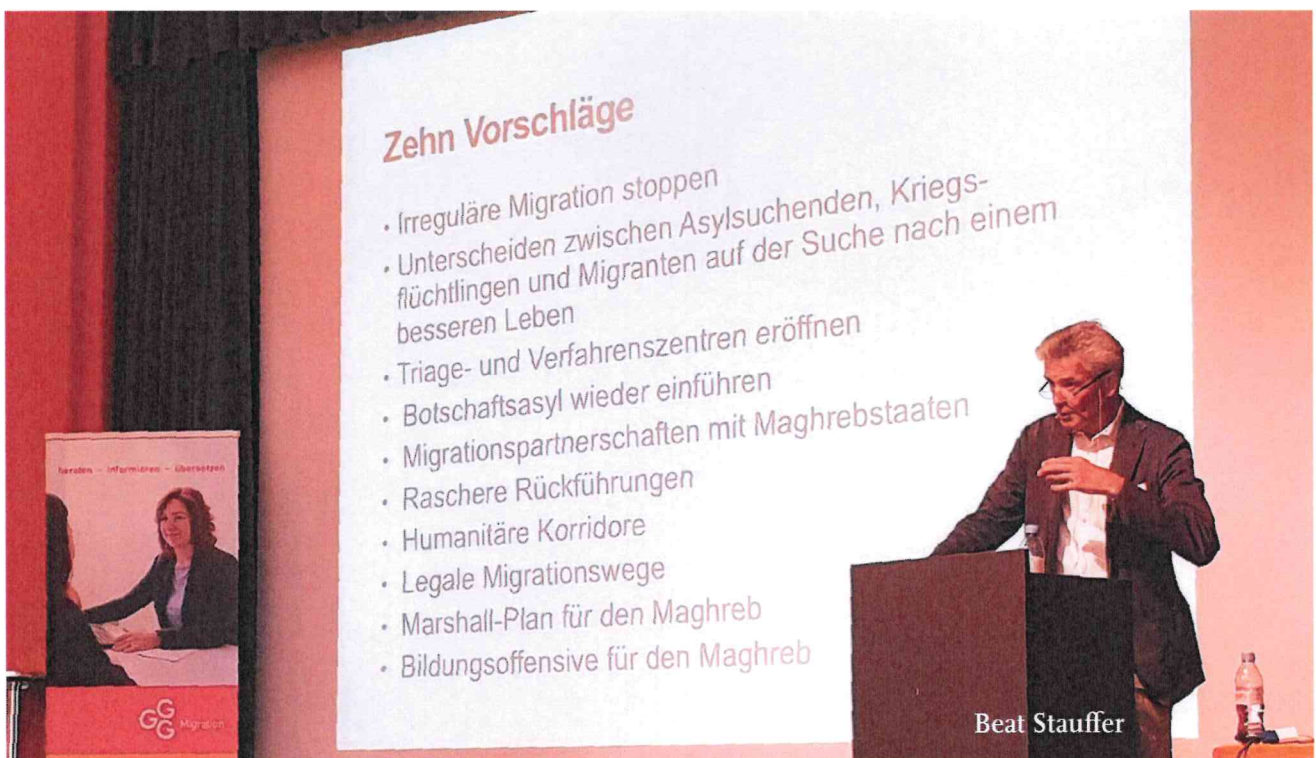 Zehn Vorschläge
• Irreguläre Migration stoppen
• Unterscheiden zwischen Asylsuchenden, Kriegs-
flüchtlingen und Migranten auf der Suche nach einem
besseren Leben
• Triage- und Verfahrenszentren eröffnen
• Botschaftsasyl wieder einführen
• Migrationspartnerschaften mit Maghrebstaaten
• Raschere Rückführungen
• Humanitäre Korridore
• Legale Migrationswege
• Marshall-Plan für den Maghreb
• Bildungsoffensive für den Maghreb
beraten – informieren – übersetzen
GGG Migration
Beat Stauffer